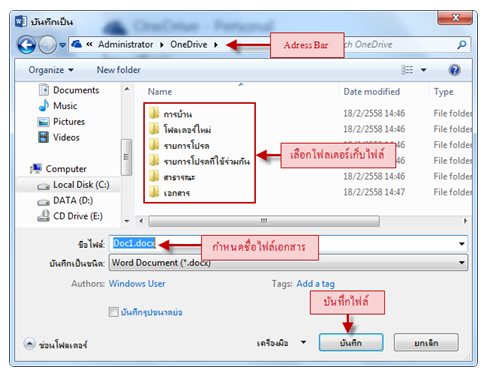 บันทึกเป็น
« Administrator ▸ OneDrive ▸
Adress Bar
ch OneDrive
Organize ▾ New folder
Documents
Music
Pictures
Videos
Computer
Local Disk (C:)
DATA (D:)
CD Drive (E:)
Name Date modified Type
การบ้าน 18/2/2558 14:46 File folder
โฟลเดอร์ใหม่ 18/2/2558 14:46 File folder
รายการโปรด 18/2/2558 14:46 File folder
รายการโปรดที่ใช้ร่วมกัน 18/2/2558 14:46 File folder
สาธารณะ 18/2/2558 14:46 File folder
เอกสาร 18/2/2558 14:47 File folder
เลือกโฟลเดอร์เก็บไฟล์
ชื่อไฟล์: Doc1.docx
กำหนดชื่อไฟล์เอกสาร
บันทึกเป็นชนิด: Word Document (*.docx)
Authors: Windows User Tags: Add a tag
บันทึกรูปขนาดย่อ
บันทึกไฟล์
ซ่อนโฟลเดอร์ เครื่องมือ ▾ บันทึก ยกเลิก